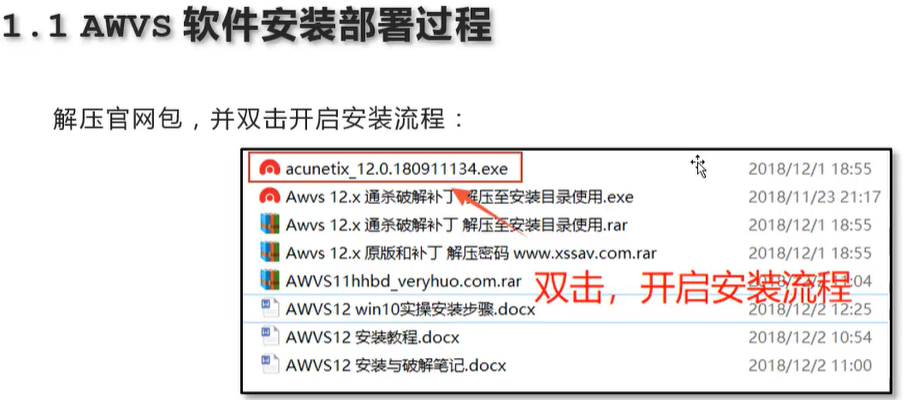 1.1 AWVS 软件安装部署过程
解压官网包，并双击开启安装流程：
acunetix_12.0.180911134.exe 2018/12/1 18:55
Awvs 12.x 通杀破解补丁 解压至安装目录使用.exe 2018/11/23 21:17
Awvs 12.x 通杀破解补丁 解压至安装目录使用.rar 2018/12/1 18:55
Awvs 12.x 原版和补丁 解压密码 www.xssav.com.rar 2018/12/1 18:55
AWVS11hhbd_veryhuo.com.rar :04
双击，开启安装流程
AWVS12 win10实操安装步骤.docx 2018/12/2 12:25
AWVS12 安装教程.docx 2018/12/2 10:54
AWVS12 安装与破解笔记.docx 2018/12/2 11:00